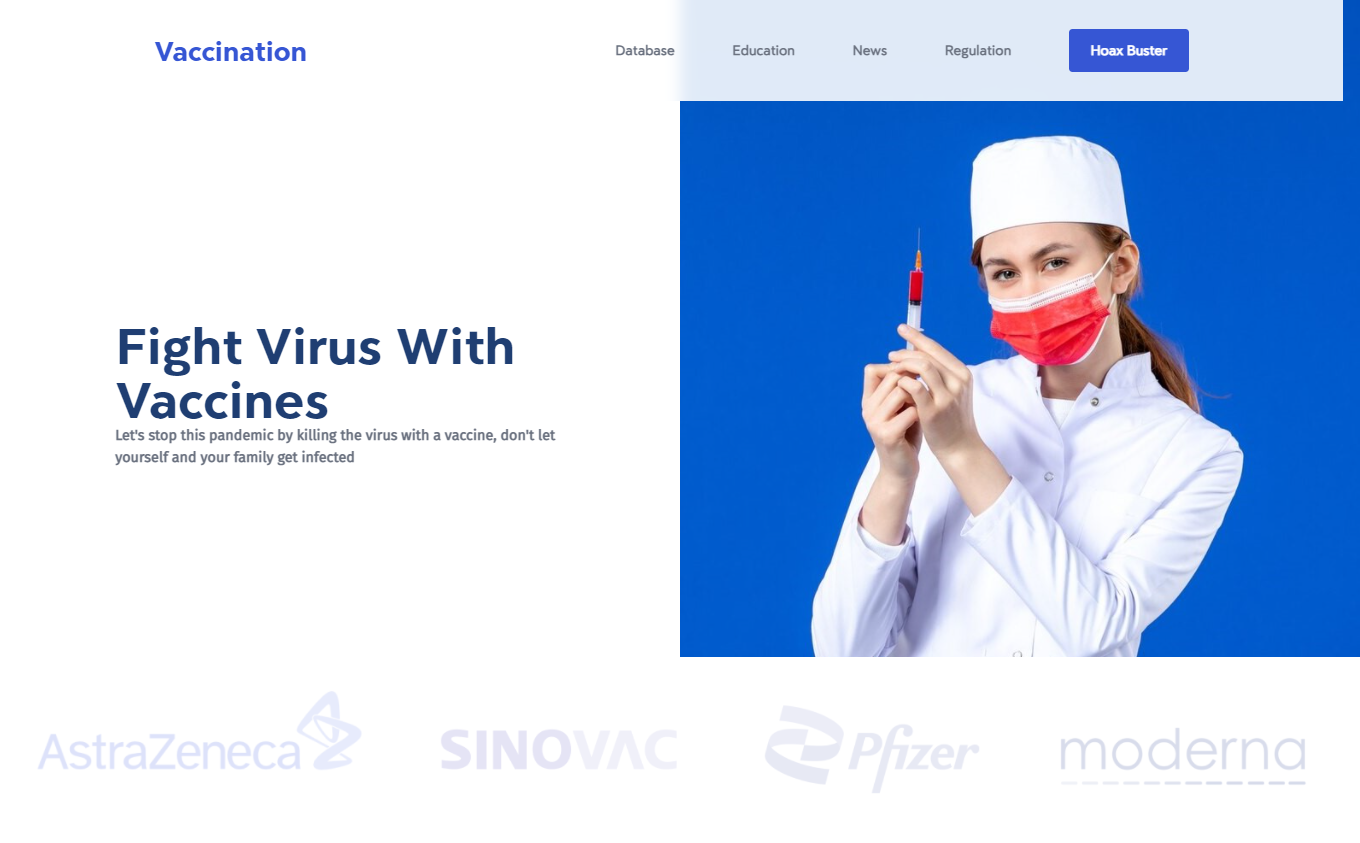 Vaccination
Database
Education
News
Regulation
Hoax Buster
Fight Virus With
Vaccines
Let's stop this pandemic by killing the virus with a vaccine, don't let
yourself and your family get infected
AstraZeneca
SINOVAC
Pfizer
moderna